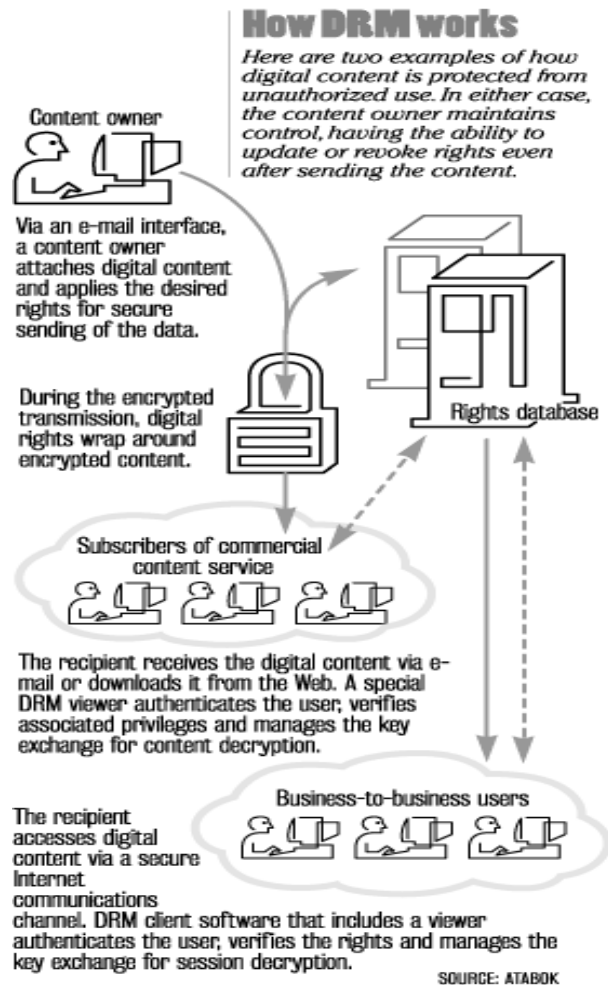 How DRM works
Here are two examples of how
digital content is protected from
unauthorized use. In either case,
the content owner maintains
control, having the ability to
update or revoke rights even
after sending the content.
Content owner
Via an e-mail interface,
a content owner
attaches digital content
and applies the desired
rights for secure
sending of the data.
During the encrypted
transmission, digital
rights wrap around
encrypted content.
Rights database
Subscribers of commercial
content service
The recipient receives the digital content via e-
mail or downloads it from the Web. A special
DRM viewer authenticates the user, verifies
associated privileges and manages the key
exchange for content decryption.
Business-to-business users
The recipient
accesses digital
content via a secure
Internet
communications
channel. DRM client software that includes a viewer
authenticates the user, verifies the rights and manages the
key exchange for session decryption.
SOURCE: ATABOK